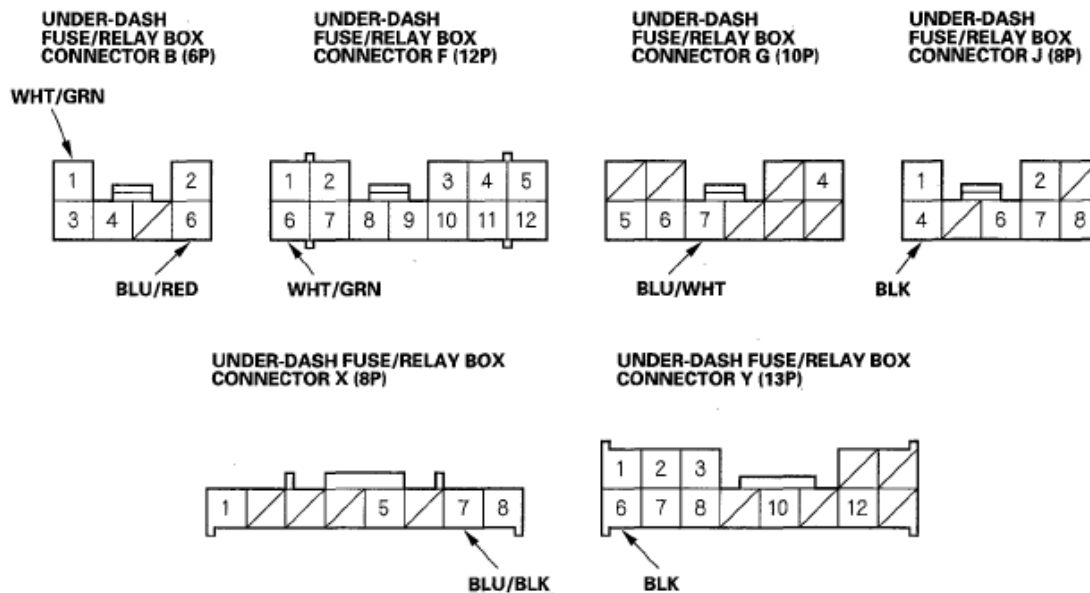 UNDER-DASH
FUSE/RELAY BOX
CONNECTOR B (6P)
UNDER-DASH
FUSE/RELAY BOX
CONNECTOR F (12P)
UNDER-DASH
FUSE/RELAY BOX
CONNECTOR G (10P)
UNDER-DASH
FUSE/RELAY BOX
CONNECTOR J (8P)
WHT/GRN
1 2
3 4 6
BLU/RED
1 2 3 4 5
6 7 8 9 10 11 12
WHT/GRN
4
5 6 7
BLU/WHT
1 2
4 6 7 8
BLK
UNDER-DASH FUSE/RELAY BOX
CONNECTOR X (8P)
1 5 7 8
BLU/BLK
UNDER-DASH FUSE/RELAY BOX
CONNECTOR Y (13P)
1 2 3
6 7 8 10 12
BLK